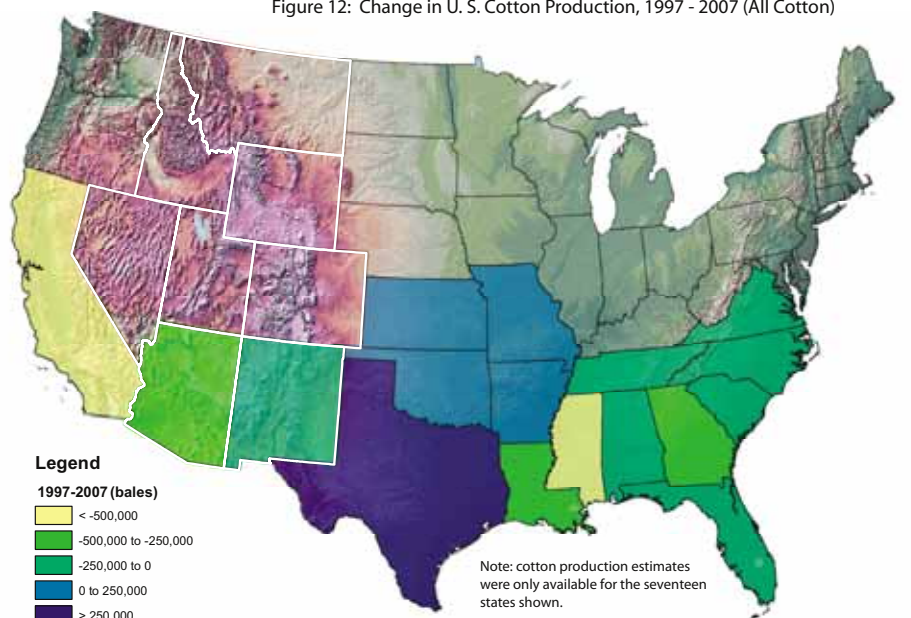 Figure 12: Change in U. S. Cotton Production, 1997 - 2007 (All Cotton)
Legend
1997-2007 (bales)
< -500,000
-500,000 to -250,000
-250,000 to 0
0 to 250,000
> 250,000
Note: cotton production estimates
were only available for the seventeen
states shown.